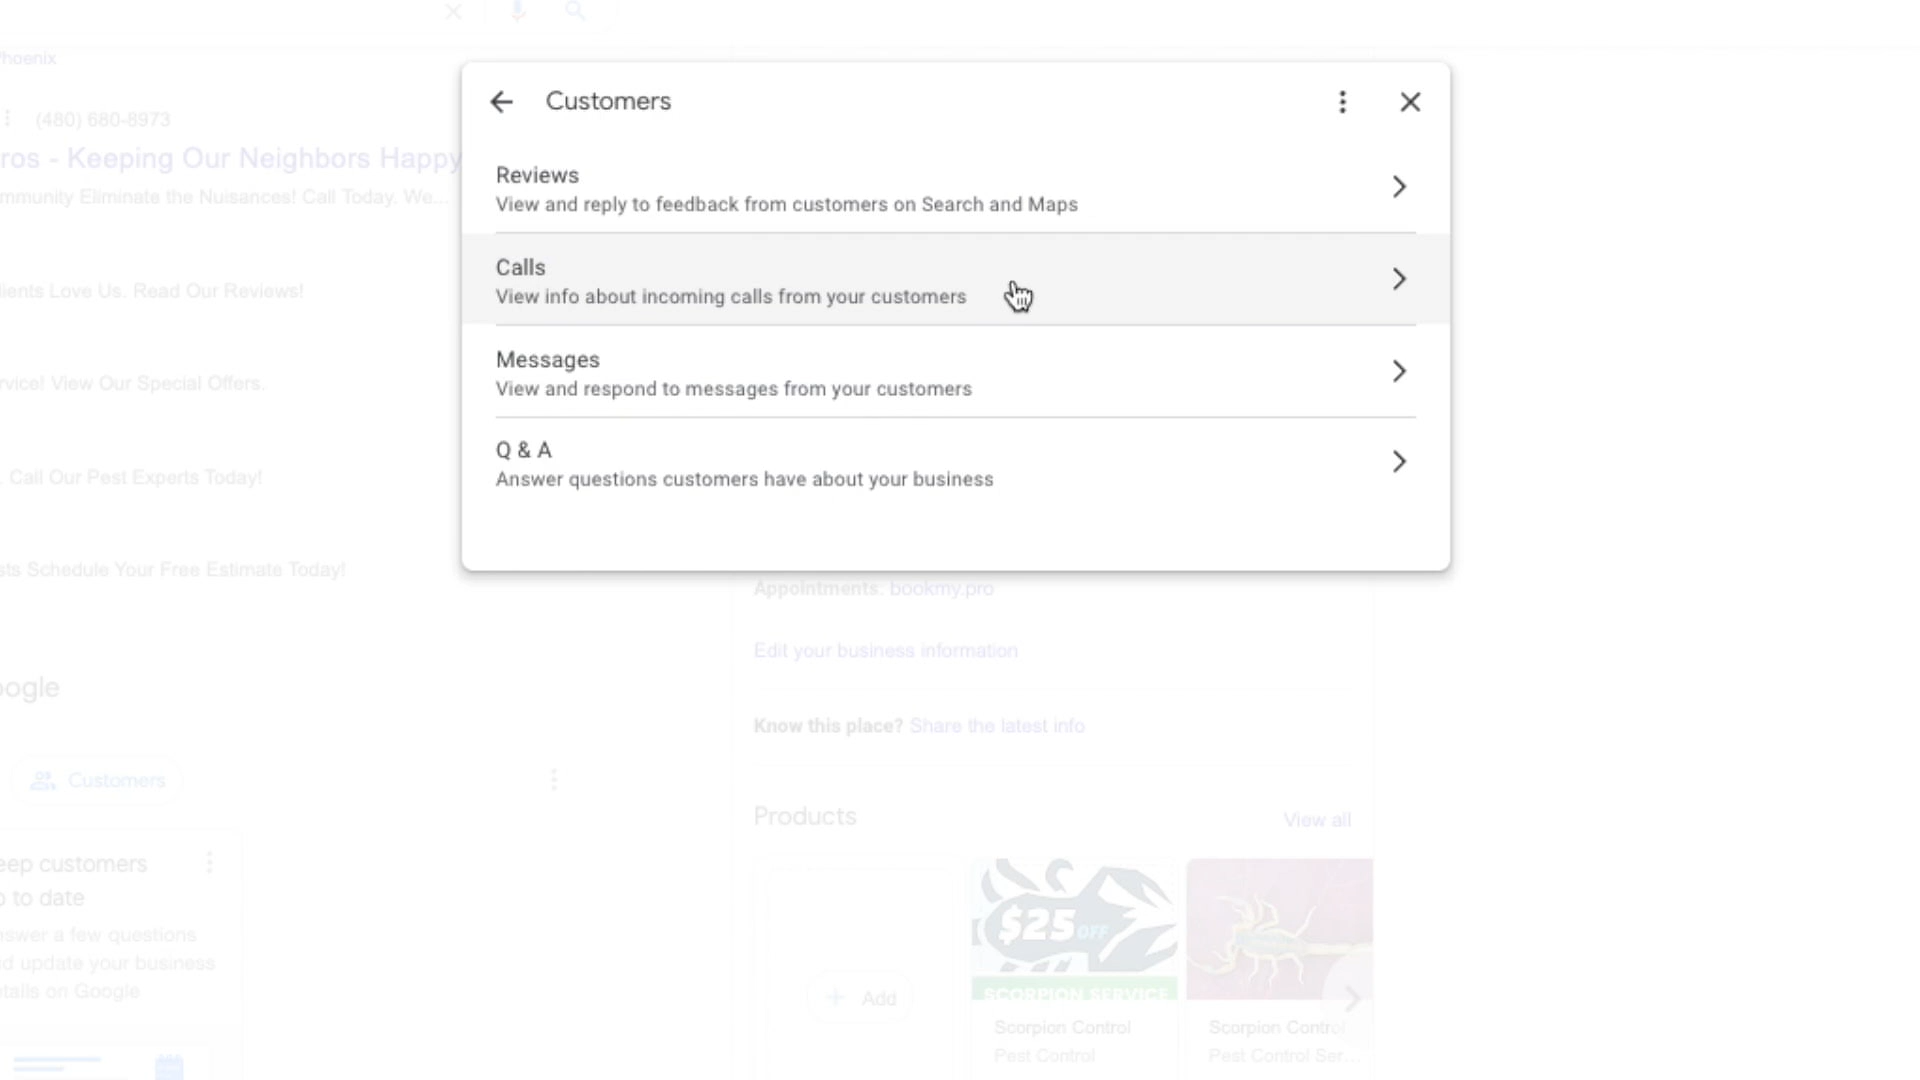 hoenix
(480) 680-8973
ros - Keeping Our Neighbors Happy
mmunity Eliminate the Nuisances! Call Today. We...
lients Love Us. Read Our Reviews!
rvice! View Our Special Offers.
. Call Our Pest Experts Today!
sts Schedule Your Free Estimate Today!
oogle
Customers
eep customers
o to date
nswer a few questions
nd update your business
etails on Google
Customers
Reviews
View and reply to feedback from customers on Search and Maps
Calls
View info about incoming calls from your customers
Messages
View and respond to messages from your customers
Q & A
Answer questions customers have about your business
Appointments: bookmy.pro
Edit your business information
Know this place? Share the latest info
Products
View all
+ Add
$25 OFF
SCORPION SERVICE
Scorpion Control
Pest Control
Scorpion Control
Pest Control Ser...